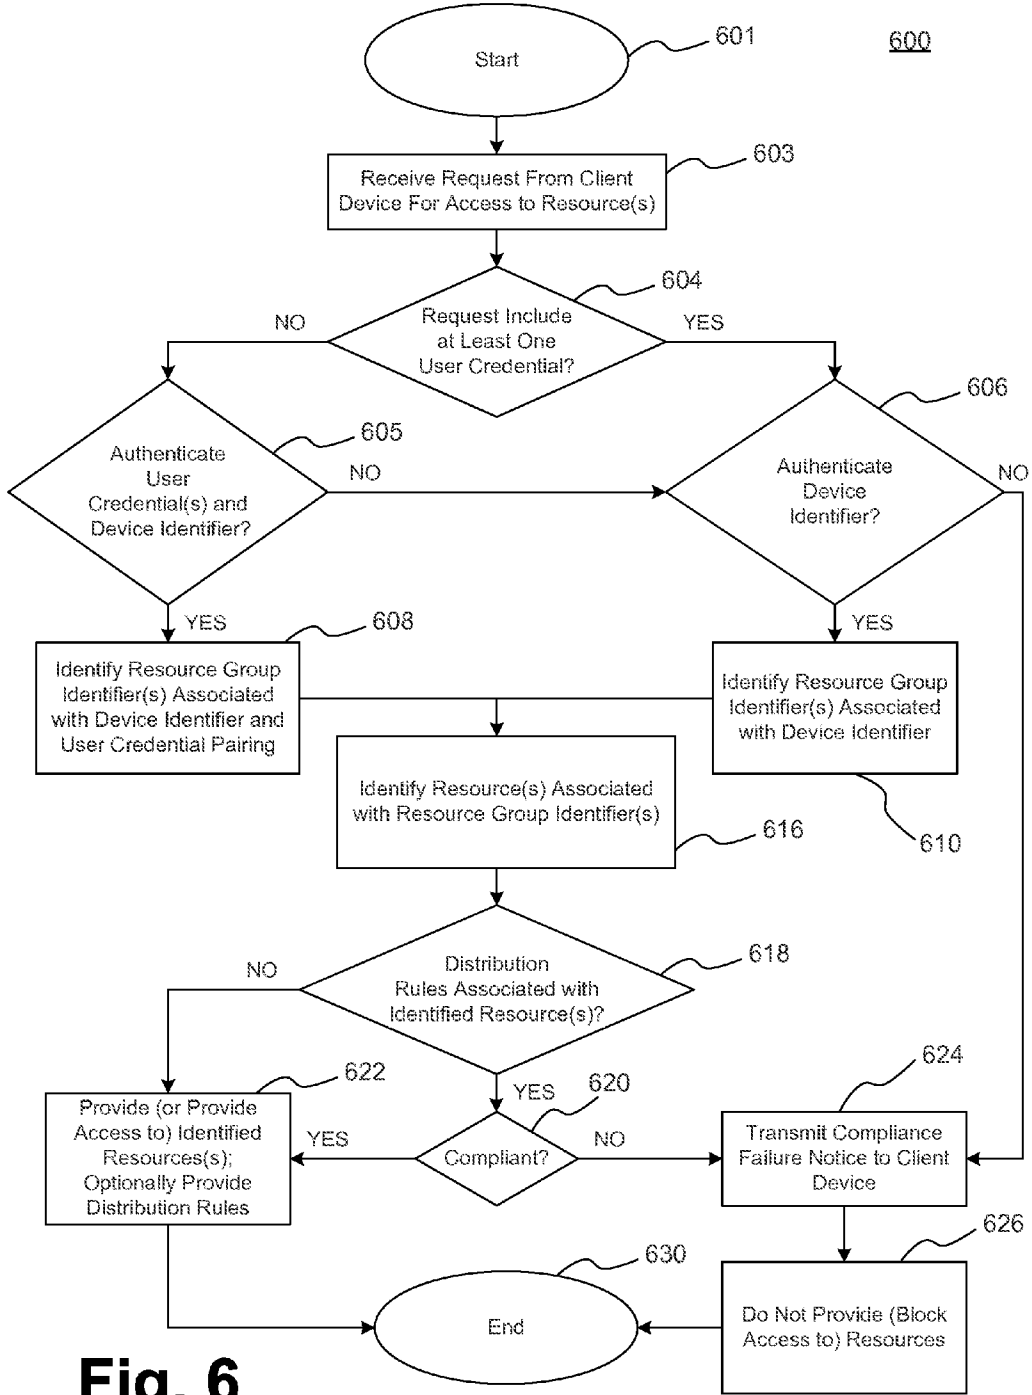 600
Start
601
Receive Request From Client
Device For Access to Resource(s)
603
Request Include
at Least One
User Credential?
604
NO
YES
Authenticate
User
Credential(s) and
Device Identifier?
605
NO
Authenticate
Device
Identifier?
606
NO
YES
YES
Identify Resource Group
Identifier(s) Associated
with Device Identifier and
User Credential Pairing
608
Identify Resource Group
Identifier(s) Associated
with Device Identifier
610
Identify Resource(s) Associated
with Resource Group Identifier(s)
616
Distribution
Rules Associated with
Identified Resource(s)?
618
NO
YES
Provide (or Provide
Access to) Identified
Resources(s);
Optionally Provide
Distribution Rules
622
YES
Compliant?
620
NO
Transmit Compliance
Failure Notice to Client
Device
624
Do Not Provide (Block
Access to) Resources
626
End
630
Fig. 6